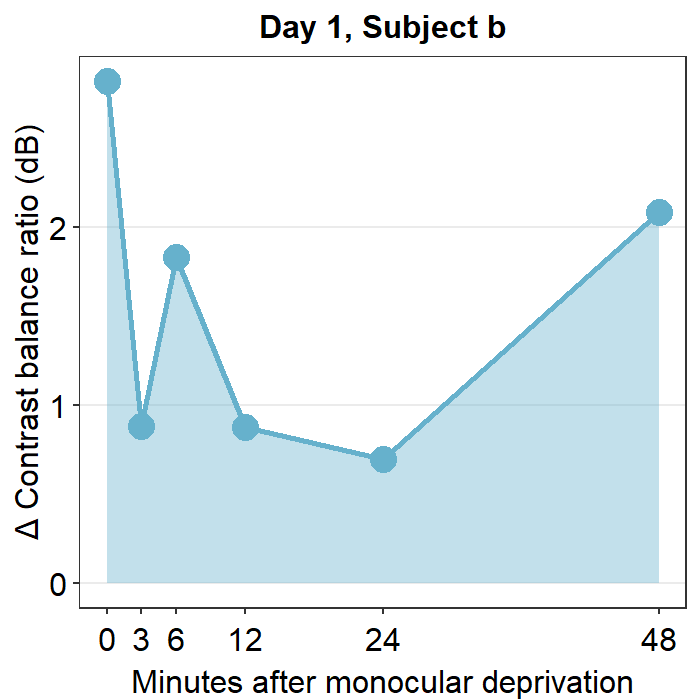 Day 1, Subject b
Δ Contrast balance ratio (dB)
2
1
0
0 3 6 12 24 48
Minutes after monocular deprivation